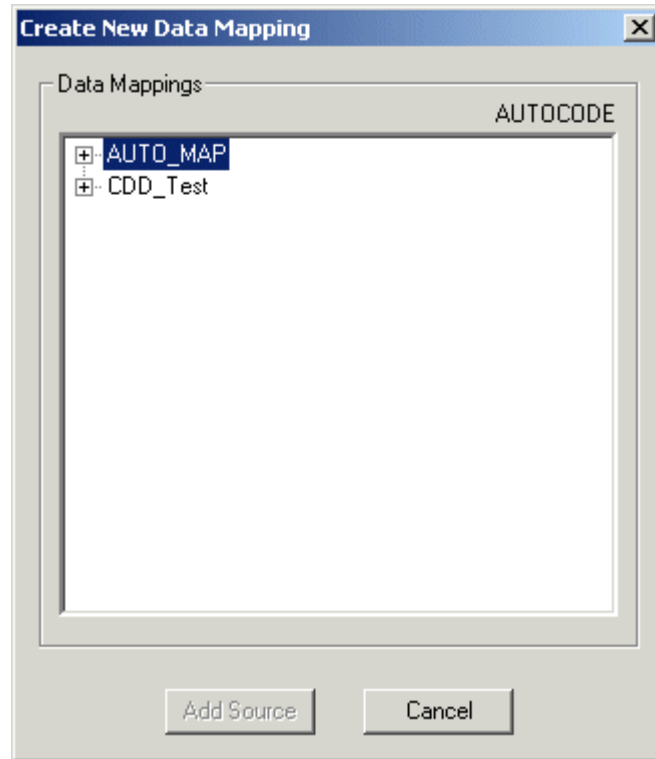 Create New Data Mapping
Data Mappings
AUTOCODE
AUTO_MAP
CDD_Test
Add Source
Cancel